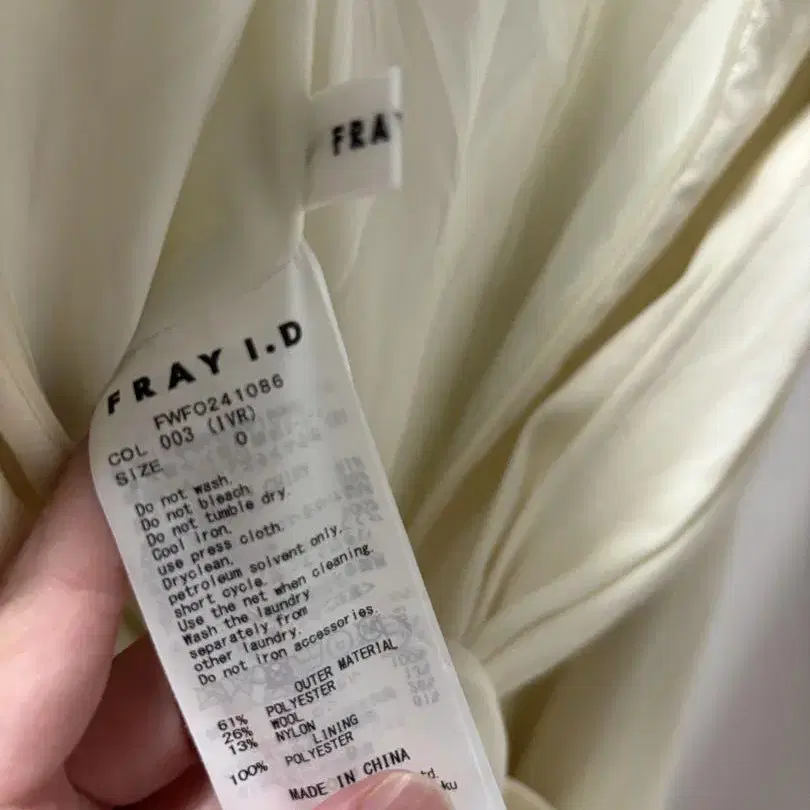 FRAY
FRAY I.D
FWFO241086
COL 003 (IVR)
SIZE 0
Do not wash.
Do not bleach.
Do not tumble dry.
Cool iron.
use press cloth.
Dryclean.
petroleum solvent only.
short cycle.
Use the net when cleaning.
Wash the laundry
separately from
other laundry.
Do not iron accessories.
OUTER MATERIAL
61% POLYESTER
26% WOOL
13% NYLON
LINING
100% POLYESTER
MADE IN CHINA
td.
ku